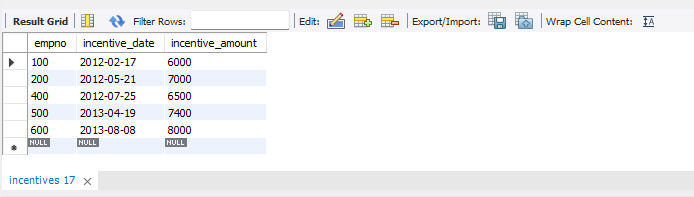 Result Grid Filter Rows: Edit: Export/Import: Wrap Cell Content: IA
empno incentive_date incentive_amount
100 2012-02-17 6000
200 2012-05-21 7000
400 2012-07-25 6500
500 2013-04-19 7400
600 2013-08-08 8000
NULL NULL NULL
incentives 17